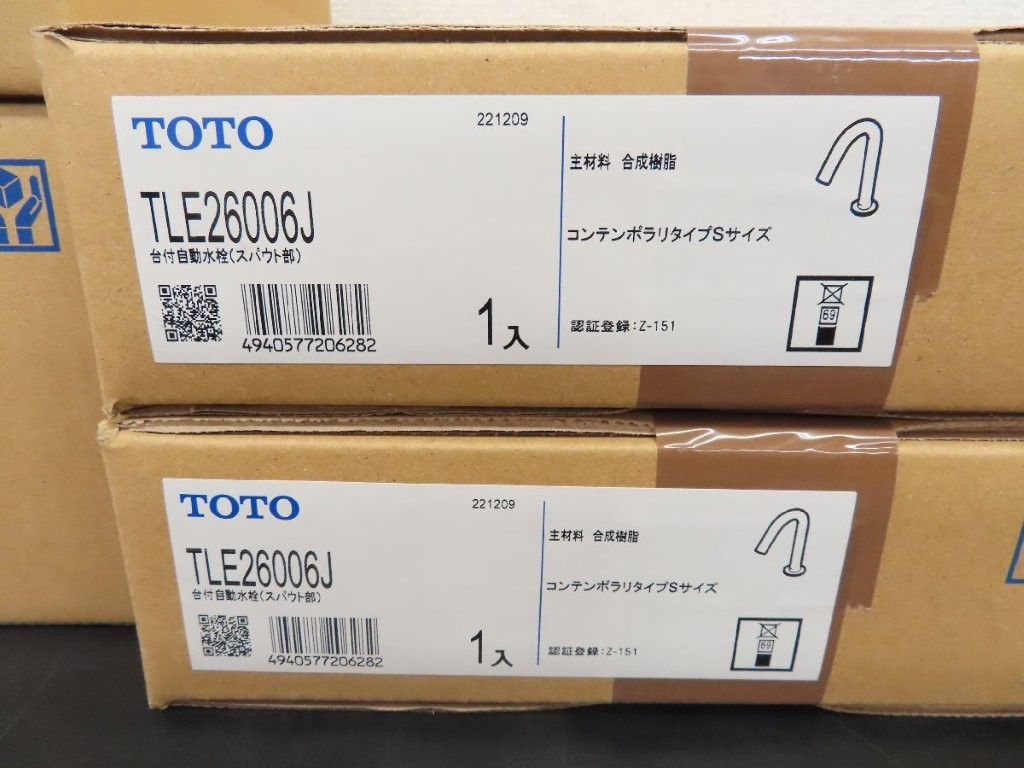 TOTO
221209
TLE26006J
台付自動水栓(スパウト部)
4940577206282
1入
主材料 合成樹脂
コンテンポラリタイプSサイズ
認証登録:Z-151
69
TOTO
221209
TLE26006J
台付自動水栓(スパウト部)
4940577206282
1入
主材料 合成樹脂
コンテンポラリタイプSサイズ
認証登録:Z-151
69